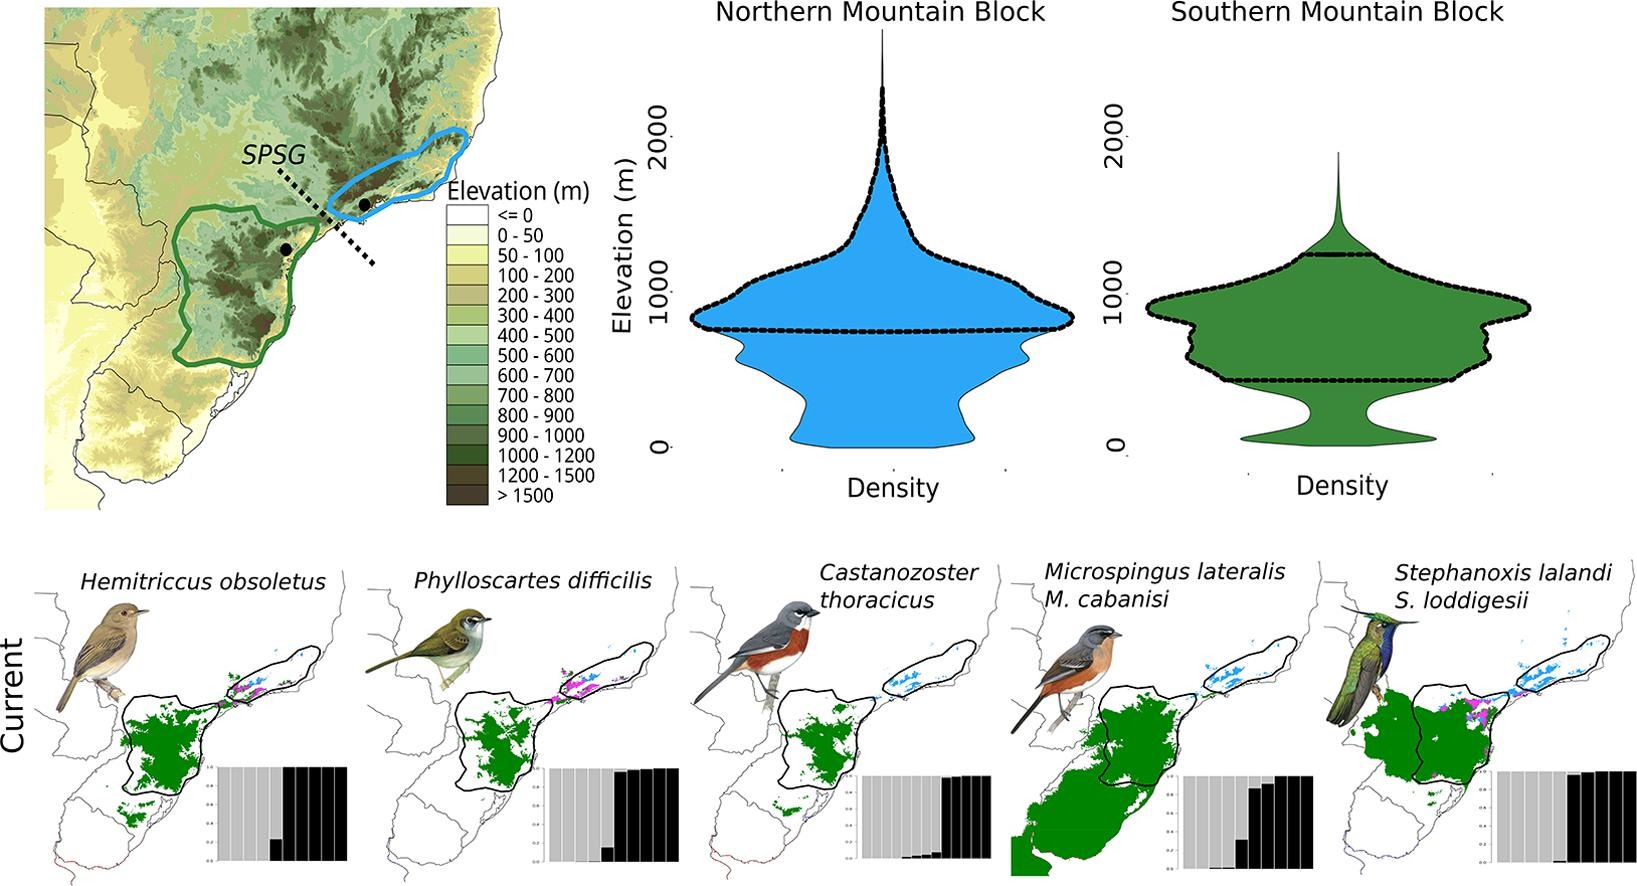 Northern Mountain Block
Southern Mountain Block
SPSG
Elevation (m)
<= 0
0 - 50
50 - 100
100 - 200
200 - 300
300 - 400
400 - 500
500 - 600
600 - 700
700 - 800
800 - 900
900 - 1000
1000 - 1200
1200 - 1500
> 1500
Elevation (m)
2000
1000
0
Density
2000
1000
0
Density
Current
Hemitriccus obsoletus
Phylloscartes difficilis
Castanozoster
thoracicus
Microspingus lateralis
M. cabanisi
Stephanoxis lalandi
S. loddigesii